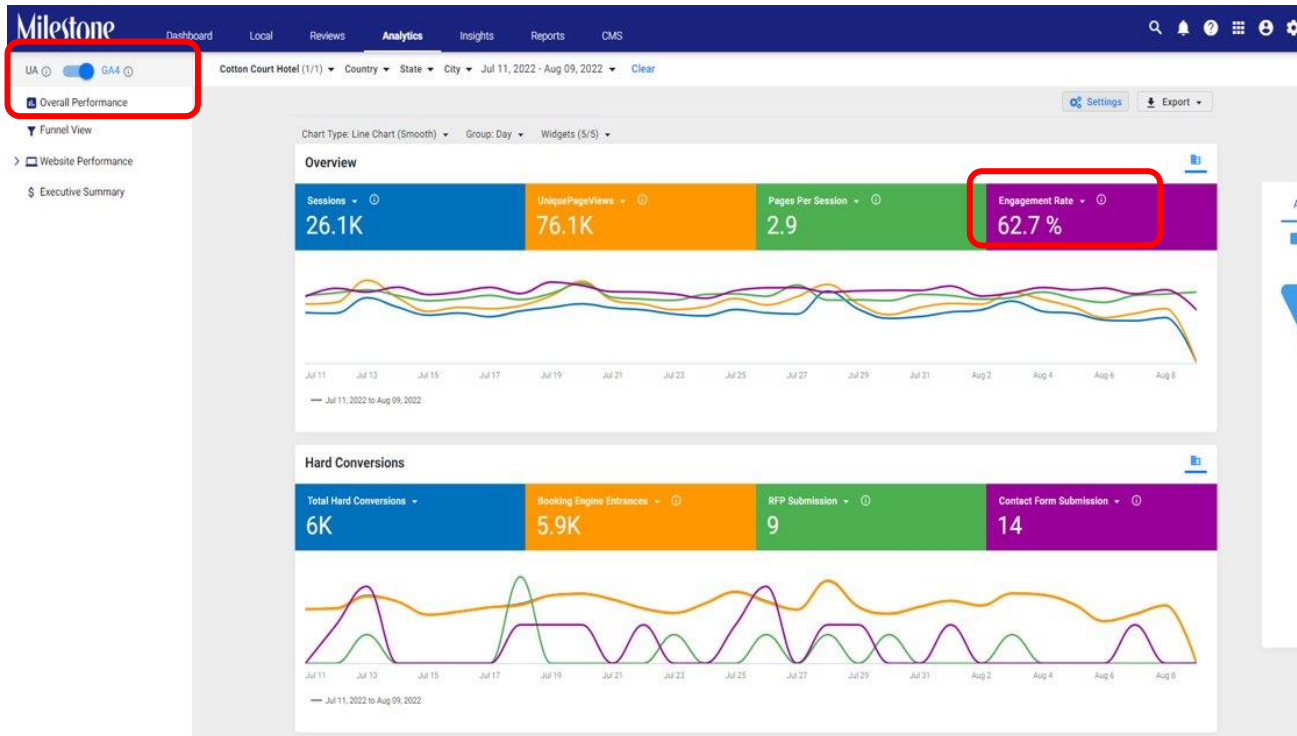 Milestone
Dashboard Local Reviews Analytics Insights Reports CMS
UA GA4
Cotton Court Hotel (1/1) Country State City Jul 11, 2022 - Aug 09, 2022 Clear
Overall Performance
Funnel View
Website Performance
$ Executive Summary
Settings Export
Chart Type: Line Chart (Smooth) Group: Day Widgets (5/5)
Overview
Sessions UniquePageViews Pages Per Session Engagement Rate
26.1K 76.1K 2.9 62.7 %
Jul 11 Jul 13 Jul 15 Jul 17 Jul 19 Jul 21 Jul 23 Jul 25 Jul 27 Jul 29 Jul 31 Aug 2 Aug 4 Aug 6 Aug 8
Jul 11, 2022 to Aug 09, 2022
Hard Conversions
Total Hard Conversions Booking Engine Entrances RFP Submission Contact Form Submission
6K 5.9K 9 14
Jul 11 Jul 13 Jul 15 Jul 17 Jul 19 Jul 21 Jul 23 Jul 25 Jul 27 Jul 29 Jul 31 Aug 2 Aug 4 Aug 6 Aug 8
Jul 11, 2022 to Aug 09, 2022